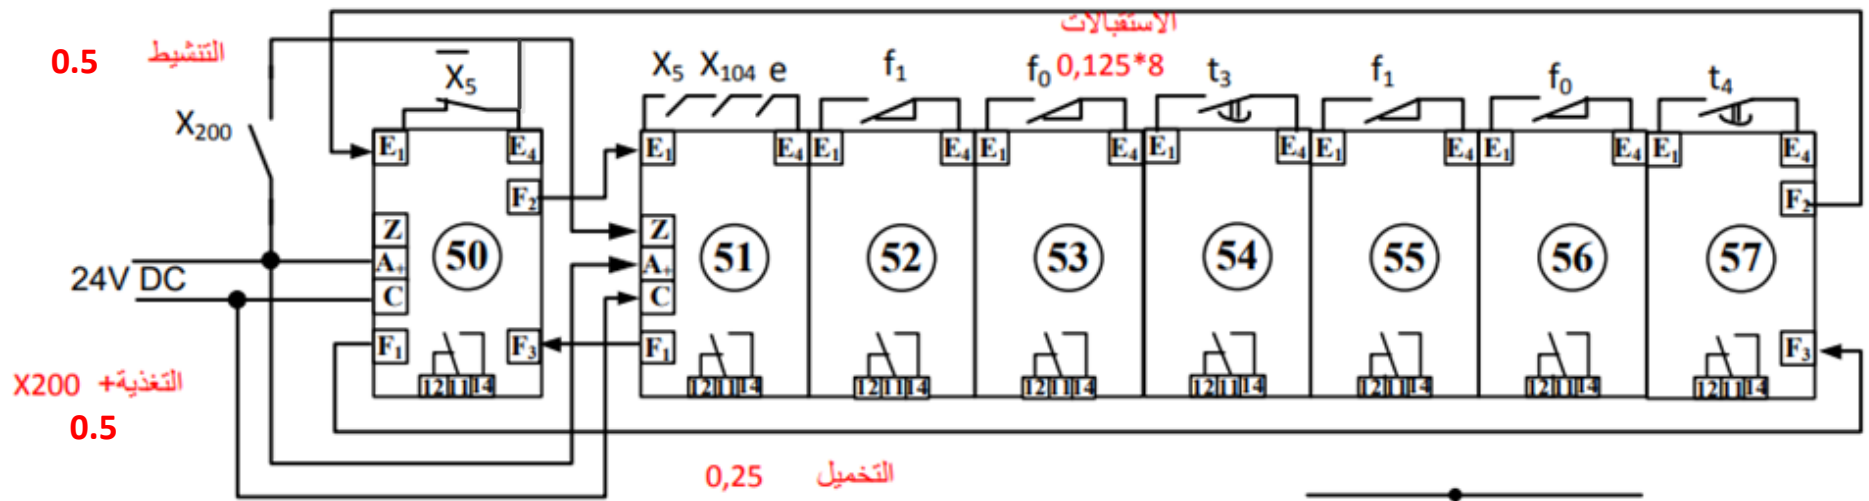 الاستقبالات
0,125*8
0.5 التنشيط
X200
X5
X5 X104 e
f1
f0
t3
f1
f0
t4
E1 E4 E1 E4 E1 E4 E1 E4 E1 E4 E1 E4 E1 E4 E1 E4
F2 F2
Z Z
24V DC
A+ A+
C C
50 51 52 53 54 55 56 57
F1 F3 F1 F3
12 11 14 12 11 14 12 11 14 12 11 14 12 11 14 12 11 14 12 11 14 12 11 14
التغذية+ X200
0.5
التخميل 0,25